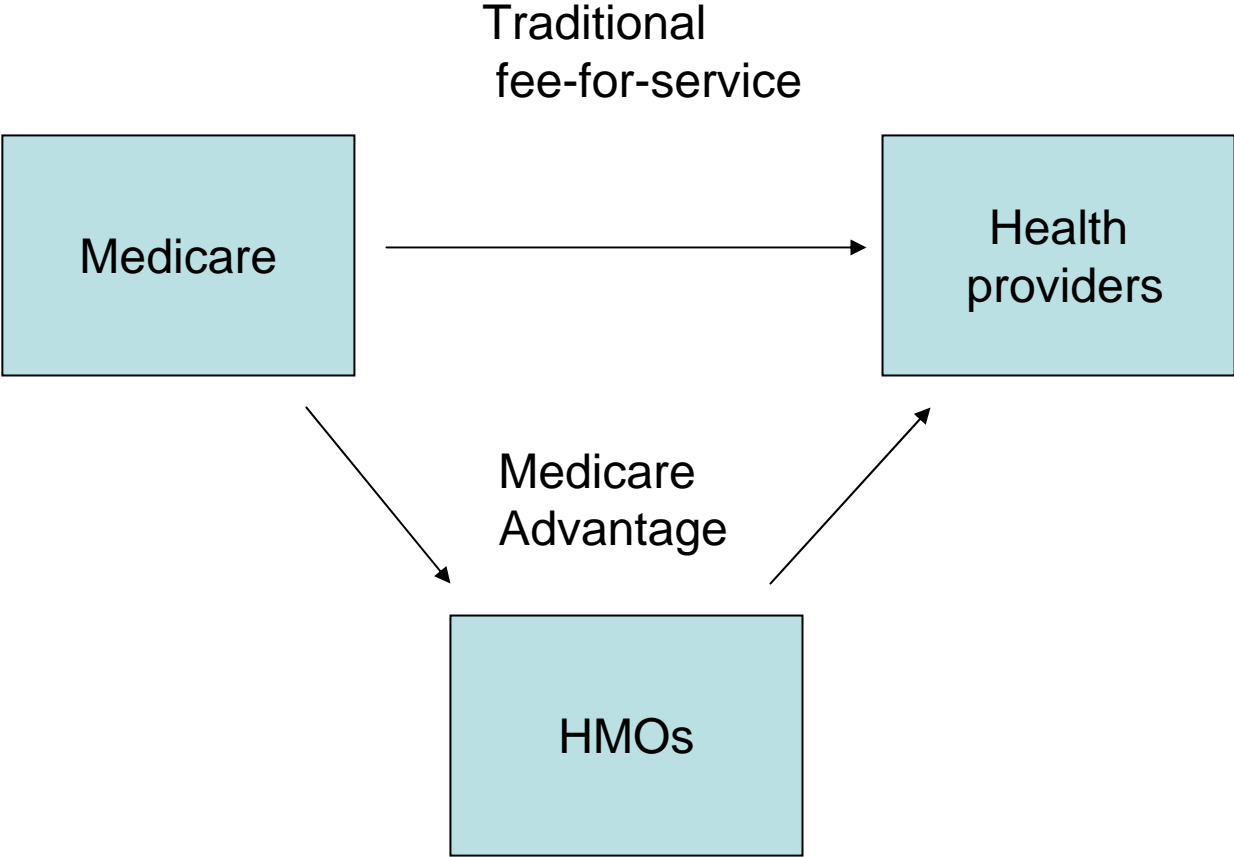 Traditional
fee-for-service
Medicare
Health
providers
Medicare
Advantage
HMOs